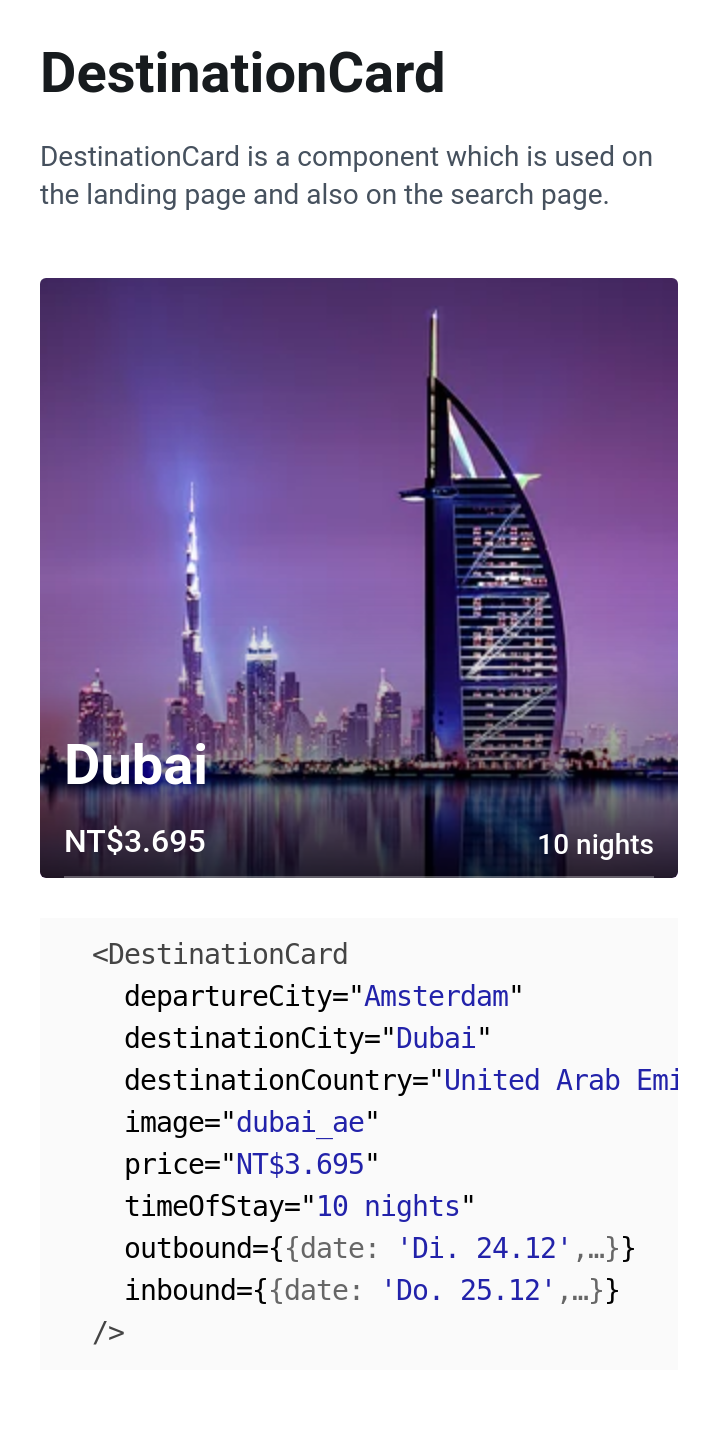 DestinationCard
DestinationCard is a component which is used on
the landing page and also on the search page.
Dubai
NT$3.695
10 nights
<DestinationCard
departureCity="Amsterdam"
destinationCity="Dubai"
destinationCountry="United Arab Emi
image="dubai_ae"
price="NT$3.695"
timeOfStay="10 nights"
outbound={{date: 'Di. 24.12',…}}
inbound={{date: 'Do. 25.12',…}}
/>